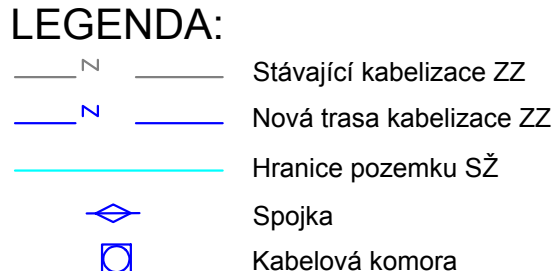 LEGENDA:
N Stávající kabelizace ZZ
N Nová trasa kabelizace ZZ
Hranice pozemku SŽ
Spojka
Kabelová komora